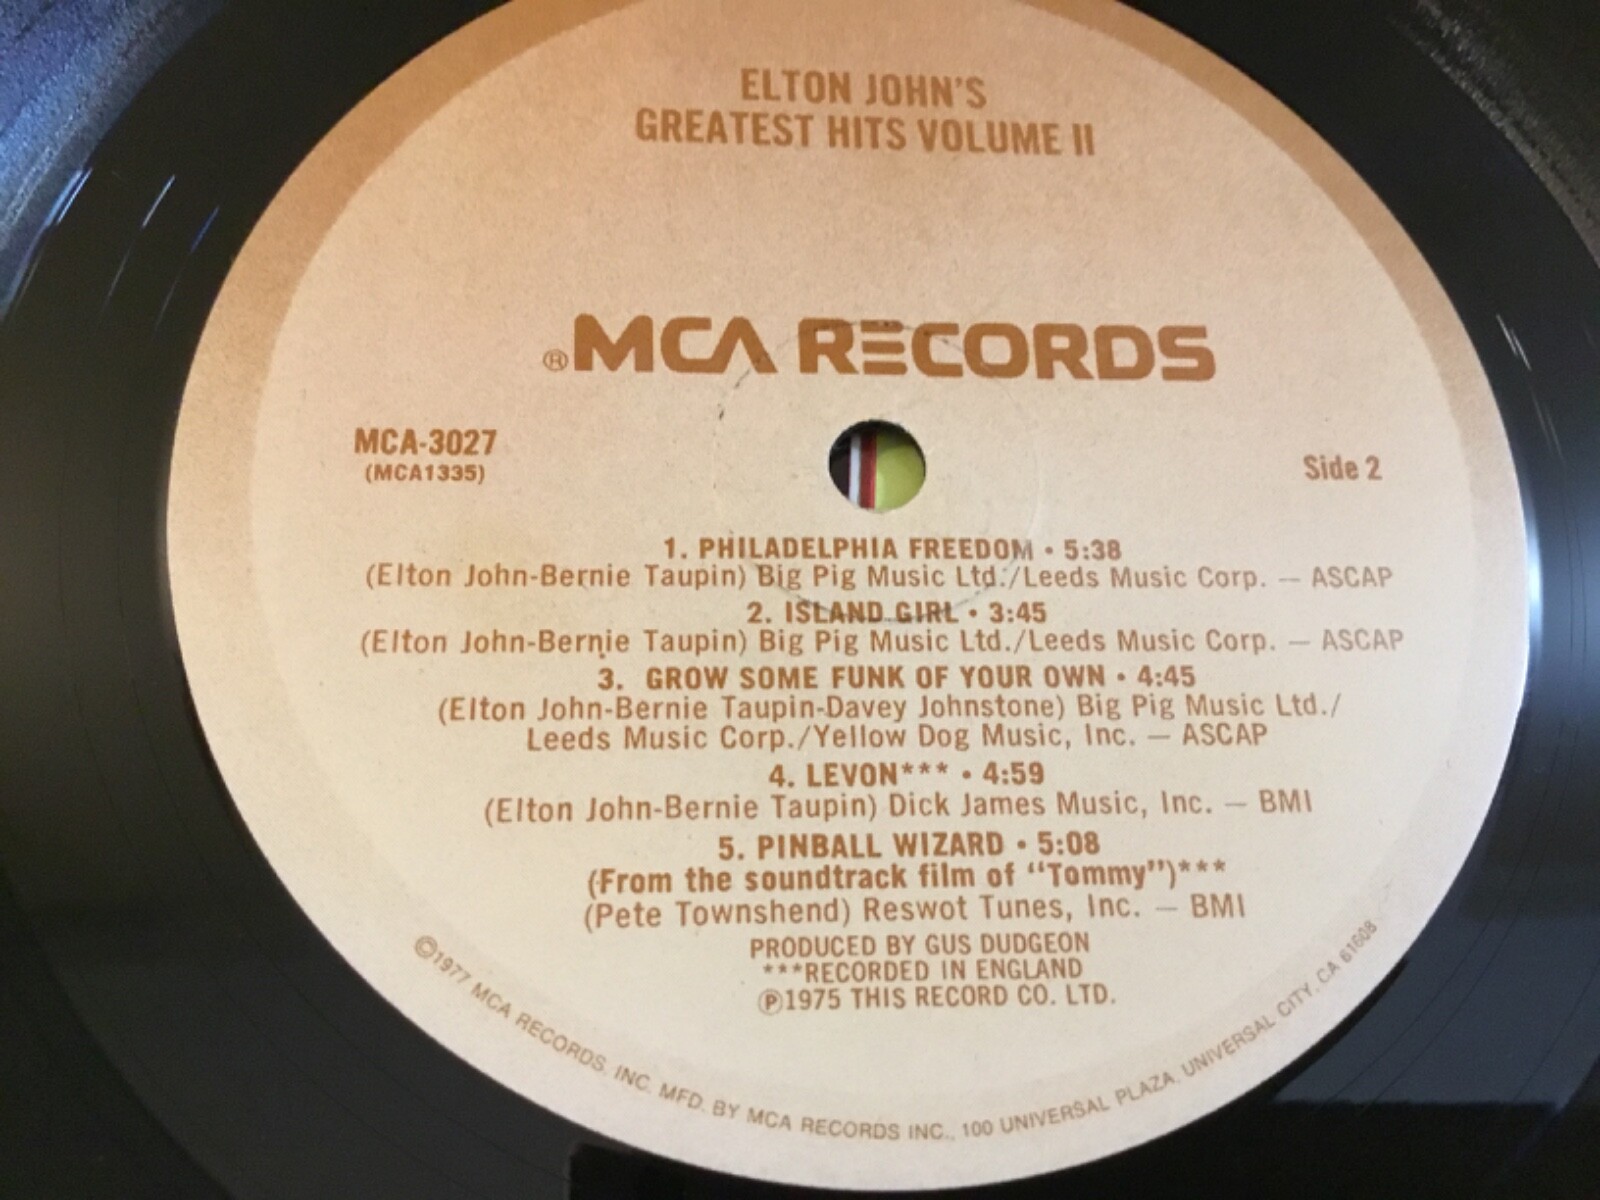 ELTON JOHN'S
GREATEST HITS VOLUME II
®MCA RECORDS
MCA-3027
(MCA1335)
Side 2
1. PHILADELPHIA FREEDOM • 5:38
(Elton John-Bernie Taupin) Big Pig Music Ltd./Leeds Music Corp. — ASCAP
2. ISLAND GIRL • 3:45
(Elton John-Bernie Taupin) Big Pig Music Ltd./Leeds Music Corp. — ASCAP
3. GROW SOME FUNK OF YOUR OWN • 4:45
(Elton John-Bernie Taupin-Davey Johnstone) Big Pig Music Ltd./
Leeds Music Corp./Yellow Dog Music, Inc. — ASCAP
4. LEVON*** • 4:59
(Elton John-Bernie Taupin) Dick James Music, Inc. — BMI
5. PINBALL WIZARD • 5:08
(From the soundtrack film of “Tommy”)***
(Pete Townshend) Reswot Tunes, Inc. — BMI
PRODUCED BY GUS DUDGEON
***RECORDED IN ENGLAND
℗1975 THIS RECORD CO. LTD.
©1977 MCA RECORDS, INC. MFD. BY MCA RECORDS INC., 100 UNIVERSAL PLAZA, UNIVERSAL CITY, CA 61608